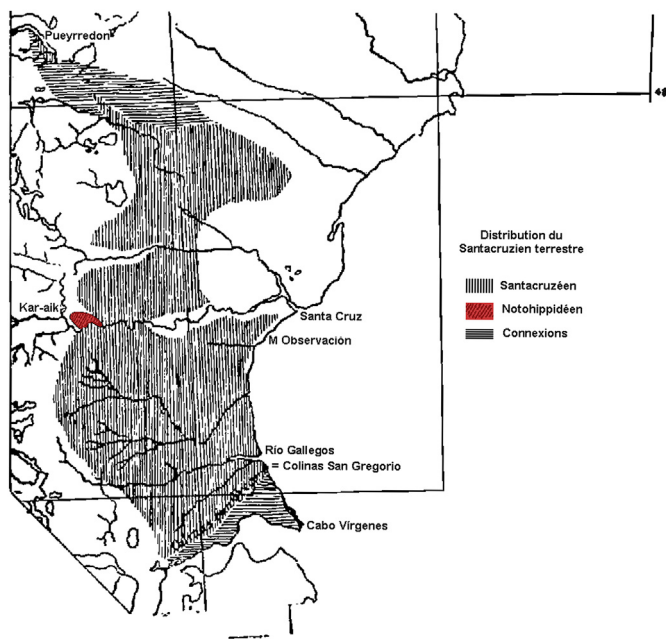 Pueyrredon
48
Distribution du
Santacruzien terrestre
Santacruzéen
Kar-aik
Notohippidéen
Santa Cruz
Connexions
M Observación
Río Gallegos
= Colinas San Gregorio
Cabo Vírgenes